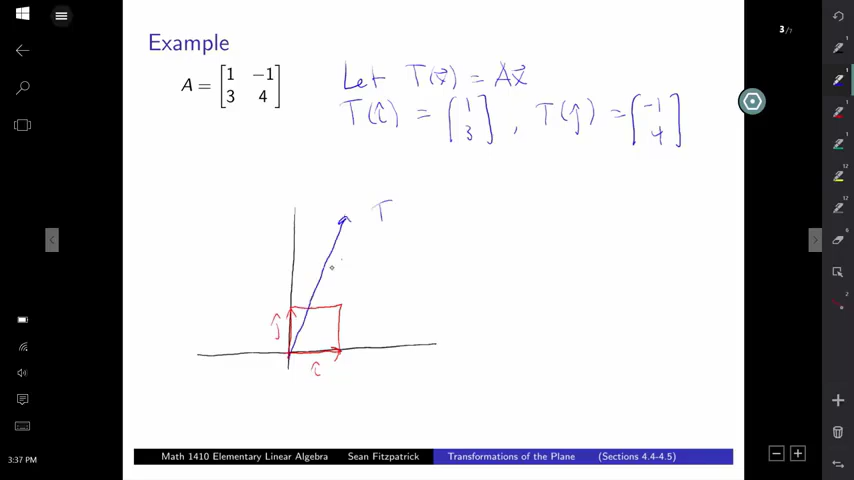 3/7
Example
A = [1 −1
3 4]
Let T(x⃗) = Ax⃗
T(î) = [1
3] , T(ĵ) = [-1
4]
T
ĵ
î
Math 1410 Elementary Linear Algebra Sean Fitzpatrick Transformations of the Plane (Sections 4.4-4.5)
3:37 PM